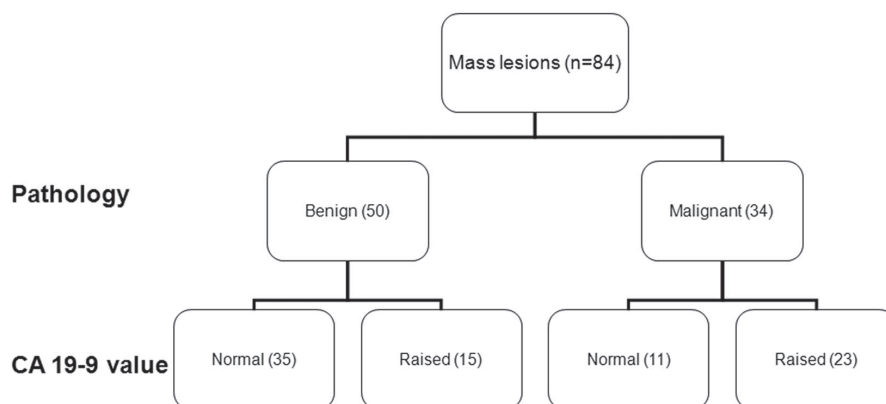 Mass lesions (n=84)
Pathology
Benign (50)
Malignant (34)
CA 19-9 value
Normal (35)
Raised (15)
Normal (11)
Raised (23)